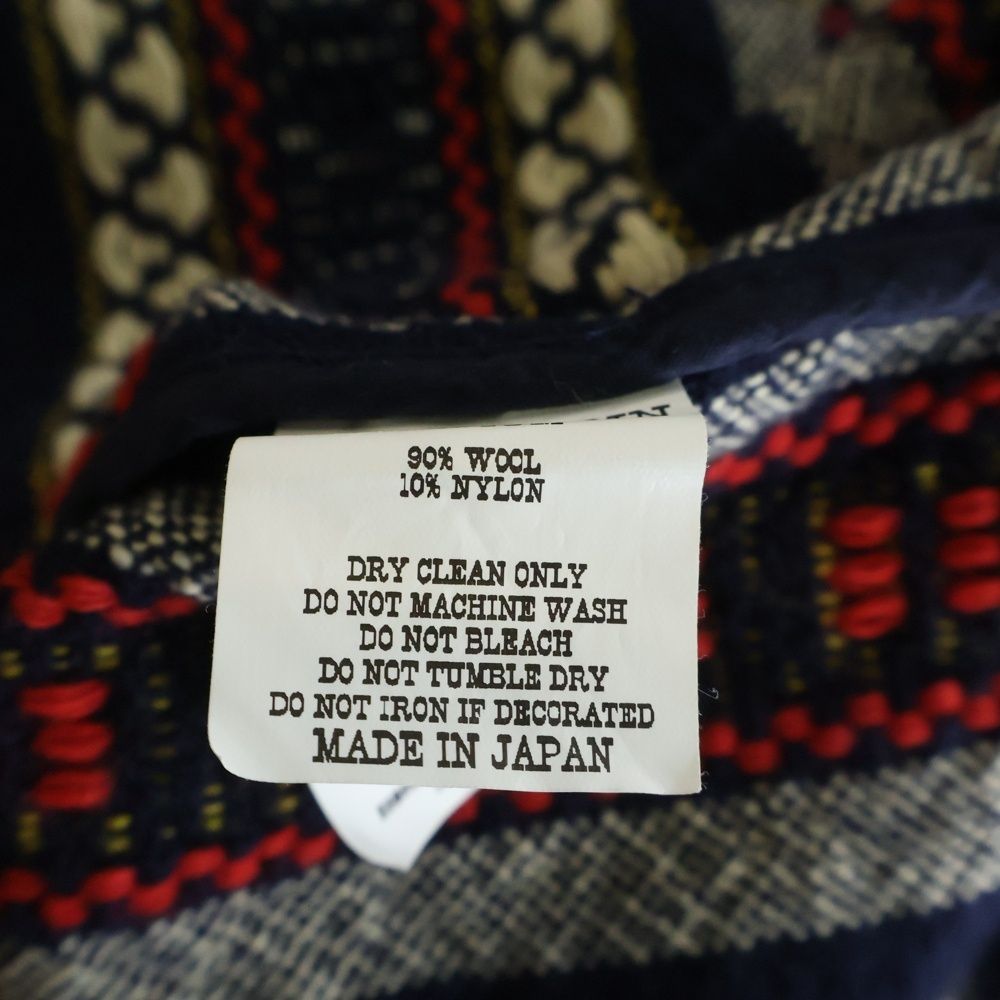 90% WOOL
10% NYLON
DRY CLEAN ONLY
DO NOT MACHINE WASH
DO NOT BLEACH
DO NOT TUMBLE DRY
DO NOT IRON IF DECORATED
MADE IN JAPAN